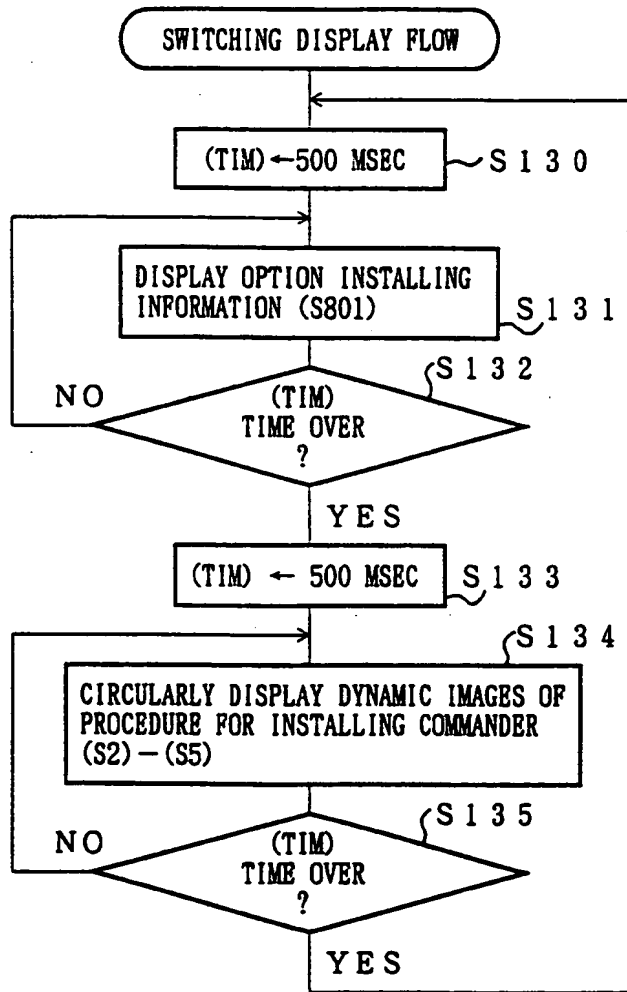 SWITCHING DISPLAY FLOW
(TIM)←500 MSEC
S130
DISPLAY OPTION INSTALLING
INFORMATION (S801)
S131
S132
NO
(TIM)
TIME OVER
?
YES
(TIM) ← 500 MSEC
S133
S134
CIRCULARLY DISPLAY DYNAMIC IMAGES OF
PROCEDURE FOR INSTALLING COMMANDER
(S2)－(S5)
S135
NO
(TIM)
TIME OVER
?
YES